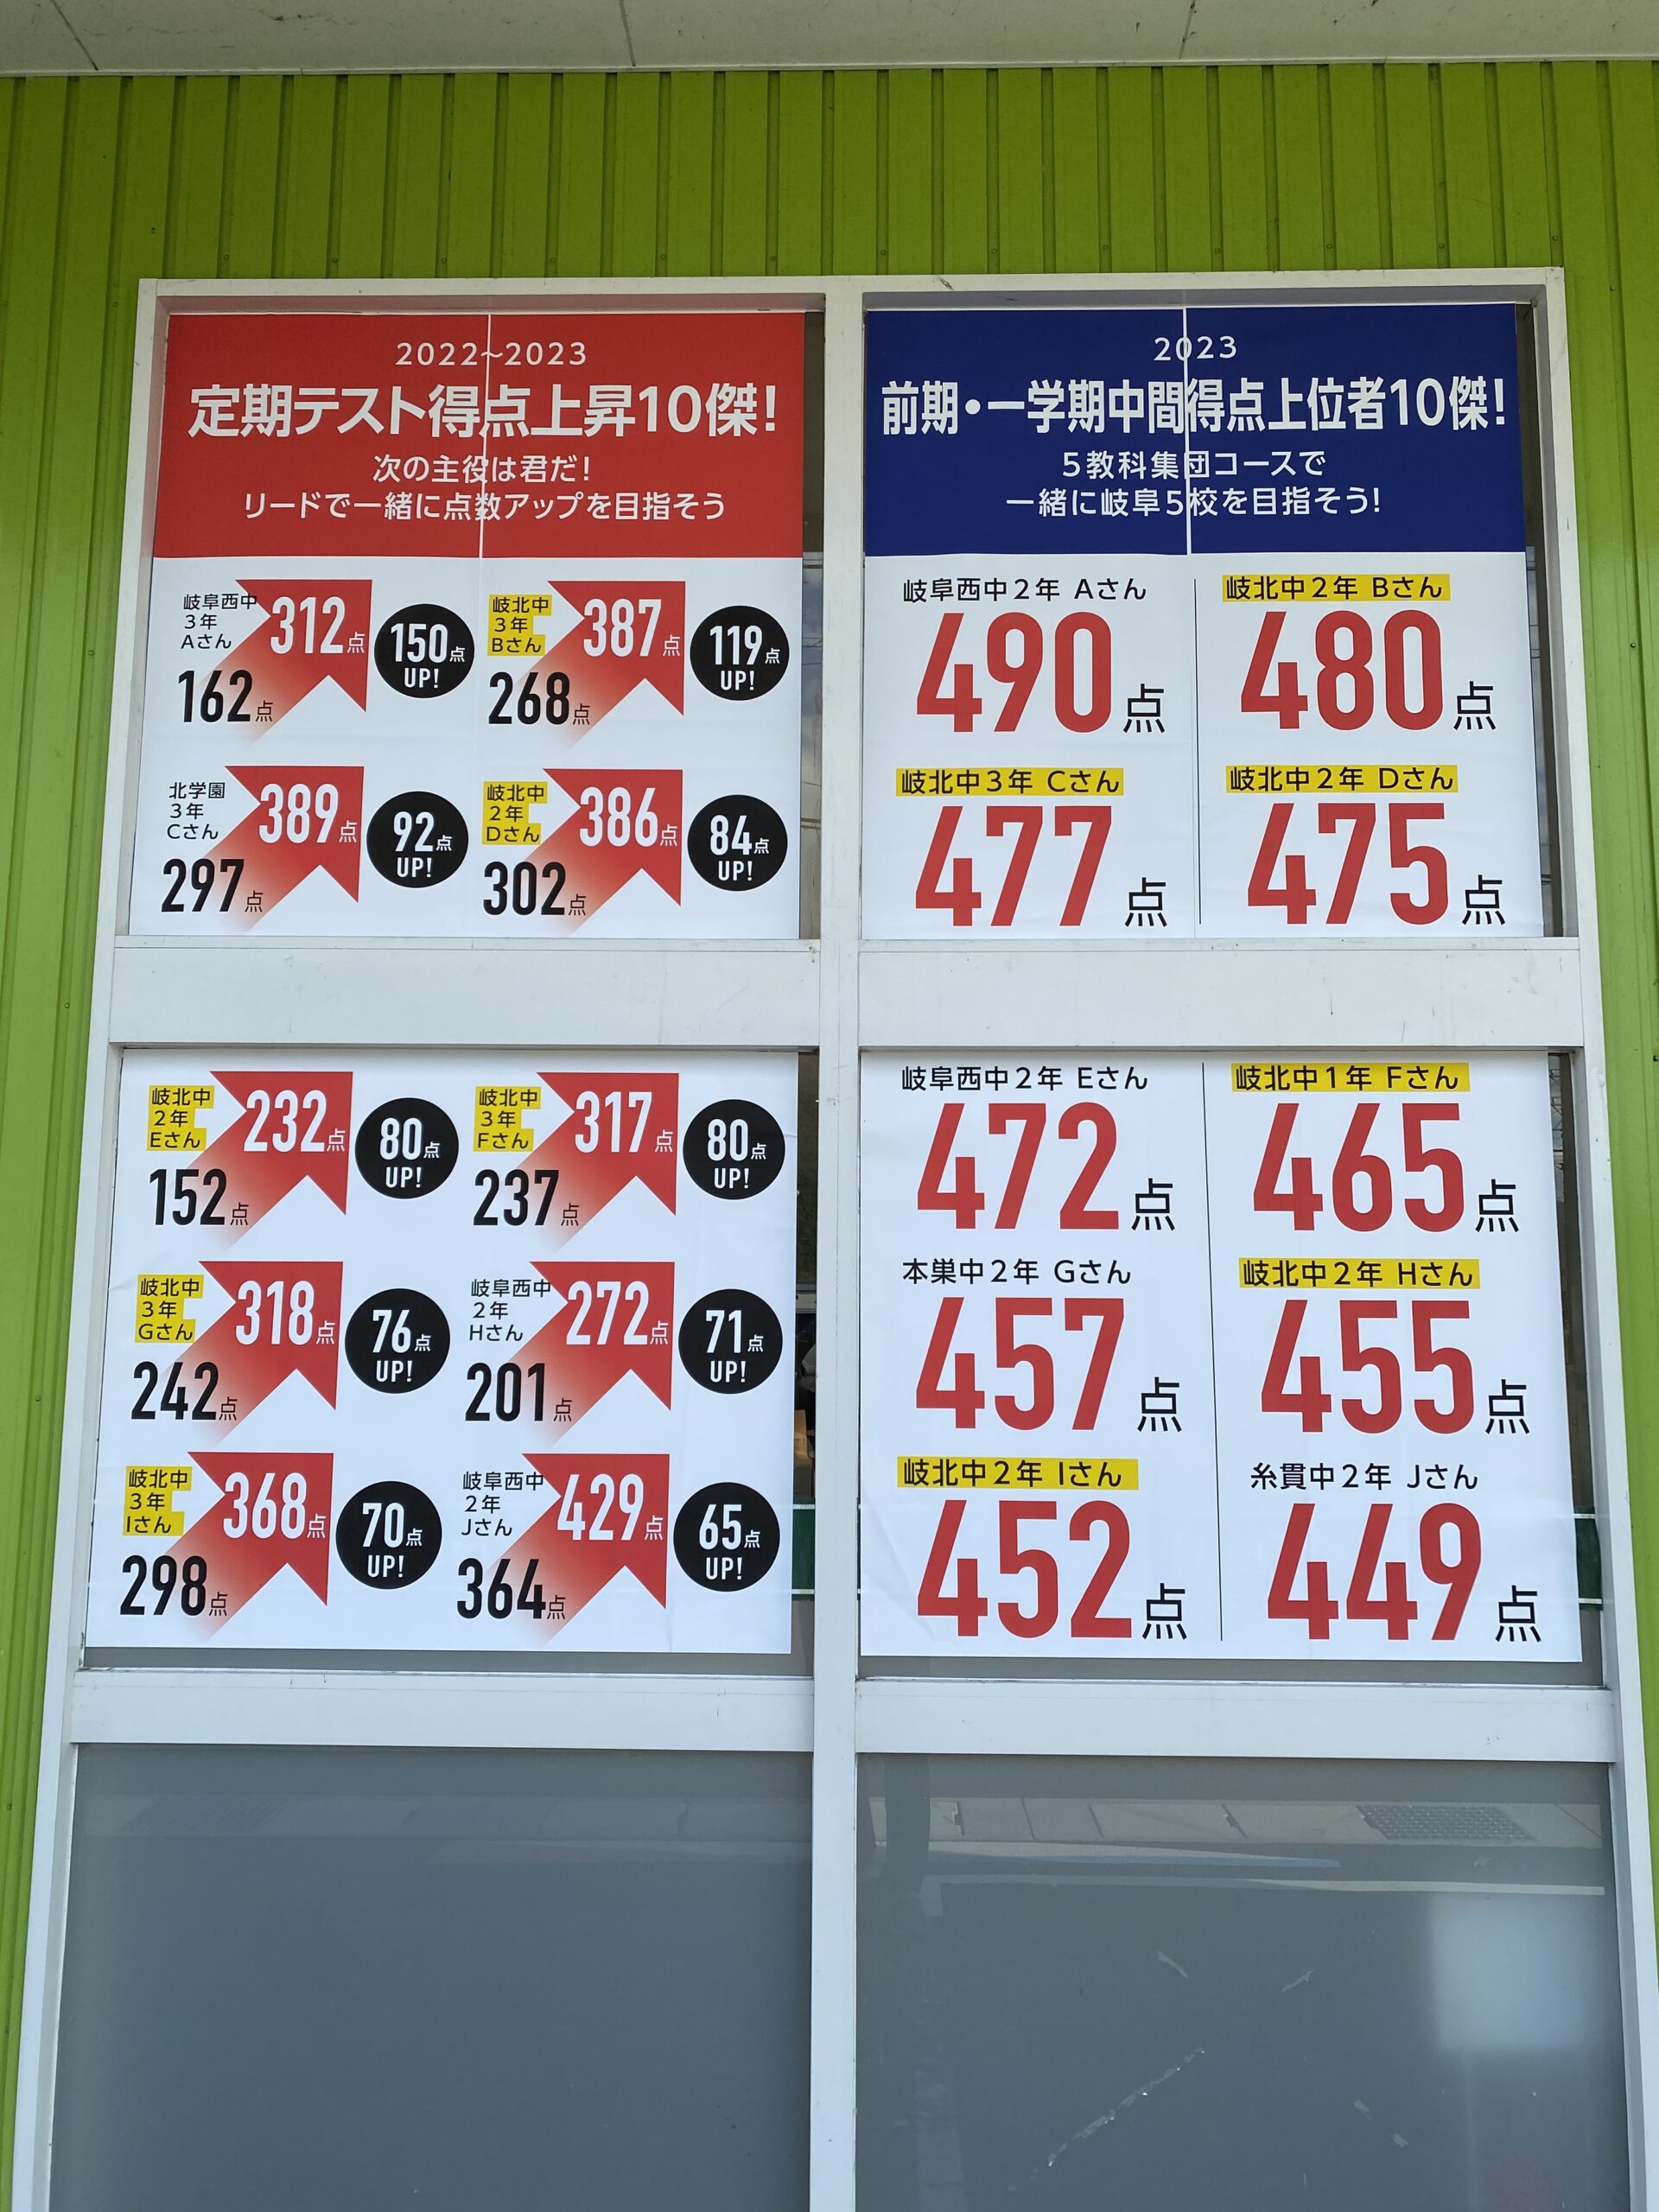 2022~2023
定期テスト得点上昇10傑!
次の主役は君だ!
リードで一緒に点数アップを目指そう
岐阜西中
3年
Aさん
162点
312点
150点
UP!
岐北中
3年
Bさん
268点
387点
119点
UP!
北学園
3年
Cさん
297点
389点
92点
UP!
岐北中
2年
Dさん
302点
386点
84点
UP!
岐北中
2年
Eさん
152点
232点
80点
UP!
岐北中
3年
Fさん
237点
317点
80点
UP!
岐北中
3年
Gさん
242点
318点
76点
UP!
岐阜西中
2年
Hさん
201点
272点
71点
UP!
岐北中
3年
Iさん
298点
368点
70点
UP!
岐阜西中
2年
Jさん
364点
429点
65点
UP!
2023
前期・一学期中間得点上位者10傑!
5教科集団コースで
一緒に岐阜5校を目指そう!
岐阜西中2年 Aさん
490点
岐北中2年 Bさん
480点
岐北中3年 Cさん
477点
岐北中2年 Dさん
475点
岐阜西中2年 Eさん
472点
岐北中1年 Fさん
465点
本巣中2年 Gさん
457点
岐北中2年 Hさん
455点
岐北中2年 Iさん
452点
糸貫中2年 Jさん
449点